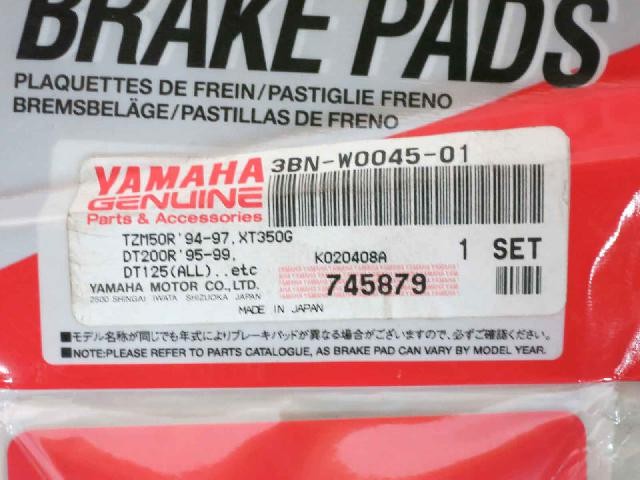 BRAKE PADS
PLAQUETTES DE FREIN/PASTIGLIE FRENO
BREMSBELÄGE/PASTILLAS DE FRENO
YAMAHA
GENUINE
Parts & Accessories
3BN-W0045-01
TZM50R'94-97,XT350G
DT200R'95-99,
DT125(ALL)..etc
K020408A
1 SET
YAMAHA MOTOR CO.,LTD.
2500 SHINGAI IWATA SHIZUOKA JAPAN
745879
MADE IN JAPAN
■モデル名称が同じでも年式によりブレーキパッドが異なる場合がございますので、必ずご確認ください。
■NOTE:PLEASE REFER TO PARTS CATALOGUE, AS BRAKE PAD CAN VARY BY MODEL YEAR.